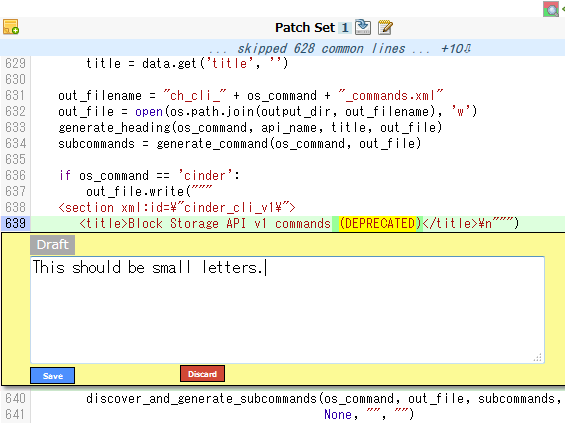 Patch Set 1
... skipped 628 common lines ... +10⇩
629 title = data.get('title', '')
630
631 out_filename = "ch_cli_" + os_command + "_commands.xml"
632 out_file = open(os.path.join(output_dir, out_filename), 'w')
633 generate_heading(os_command, api_name, title, out_file)
634 subcommands = generate_command(os_command, out_file)
635
636 if os_command == 'cinder':
637 out_file.write("""
638 <section xml:id=¥"cinder_cli_v1¥">
639 <title>Block Storage API v1 commands (DEPRECATED)</title>¥n""")
Draft
This should be small letters.
Save Discard
640 discover_and_generate_subcommands(os_command, out_file, subcommands,
641 None, "", "")